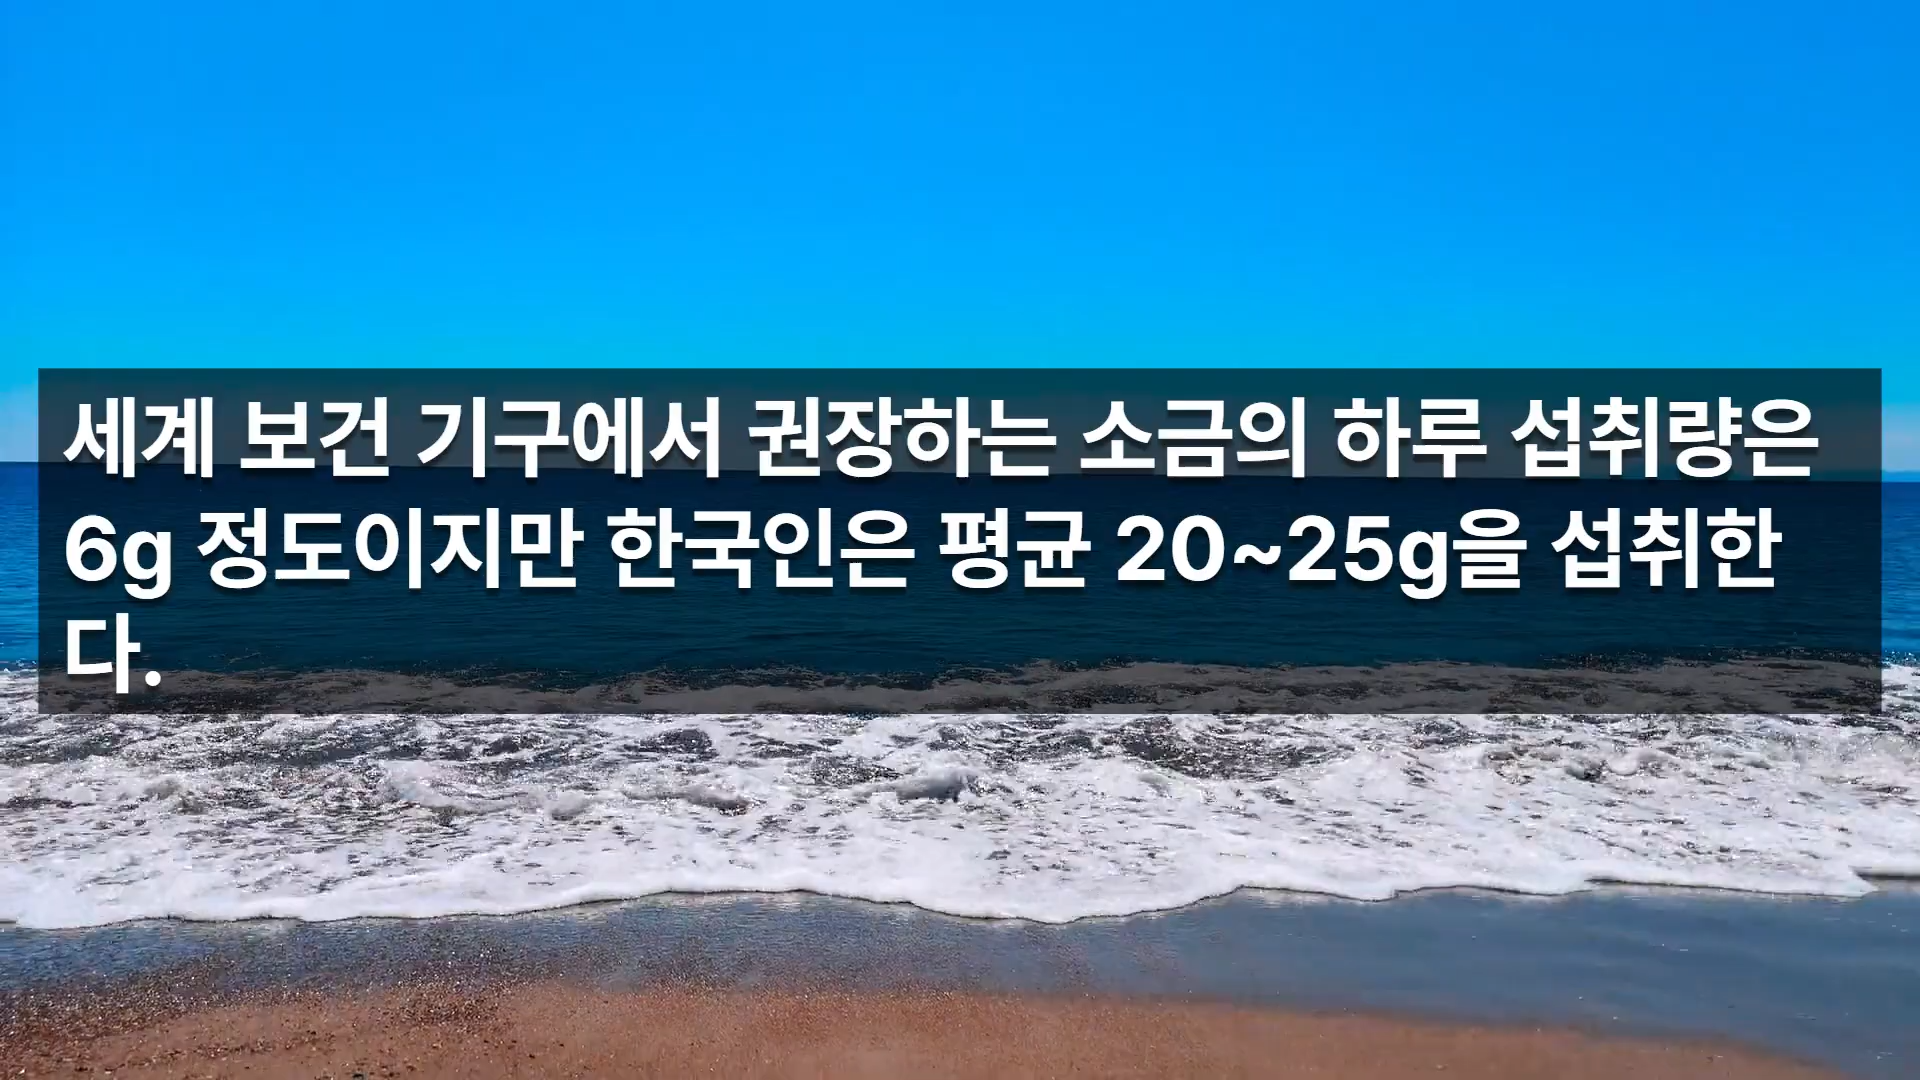 세계 보건 기구에서 권장하는 소금의 하루 섭취량은
6g 정도이지만 한국인은 평균 20~25g을 섭취한
다.